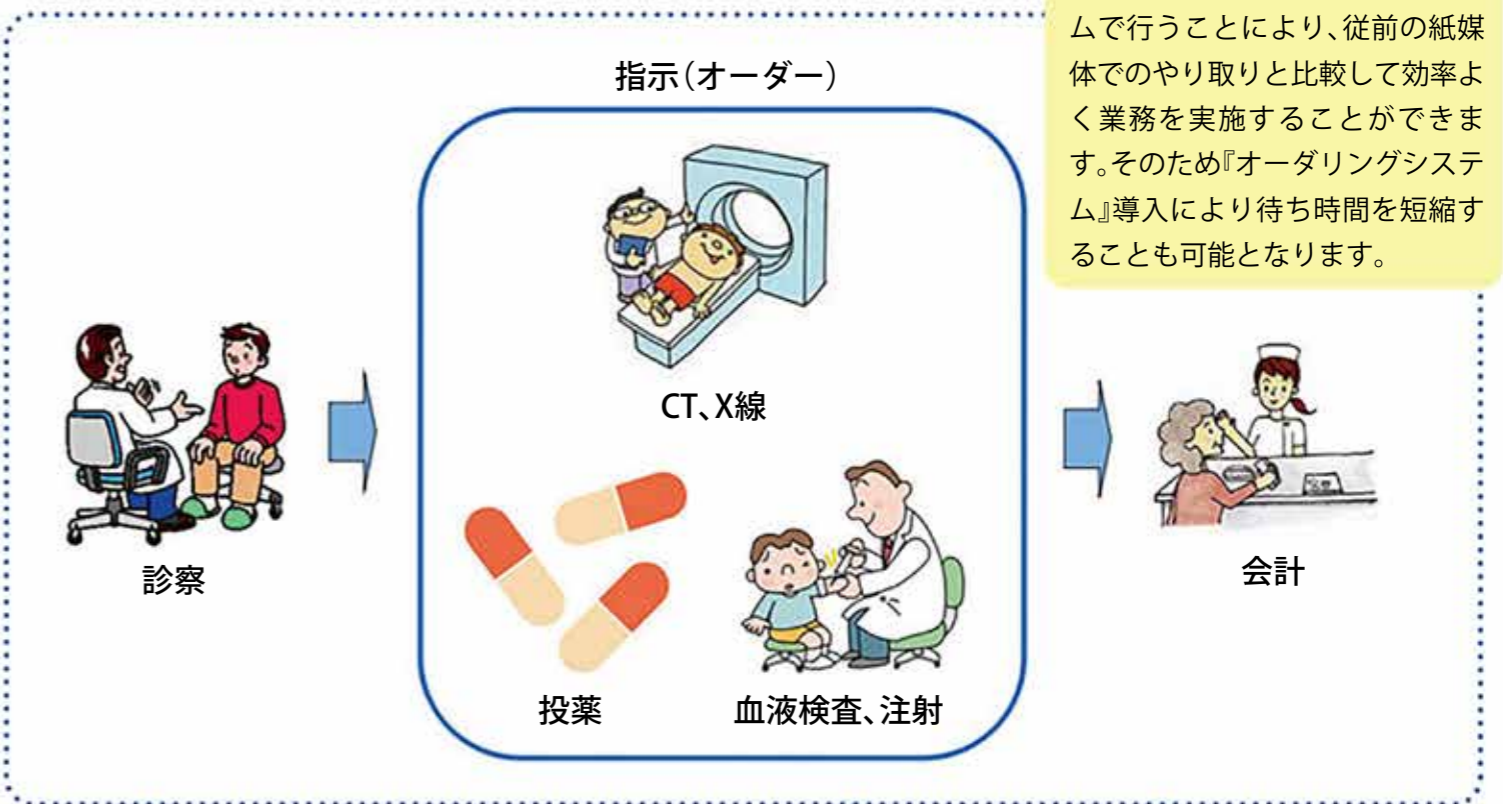 ムで行うことにより、従前の紙媒
体でのやり取りと比較して効率よ
く業務を実施することができま
す。そのため『オーダリングシステ
ム』導入により待ち時間を短縮す
ることも可能となります。
指示（オーダー）
CT、X線
診察
投薬
血液検査、注射
会計